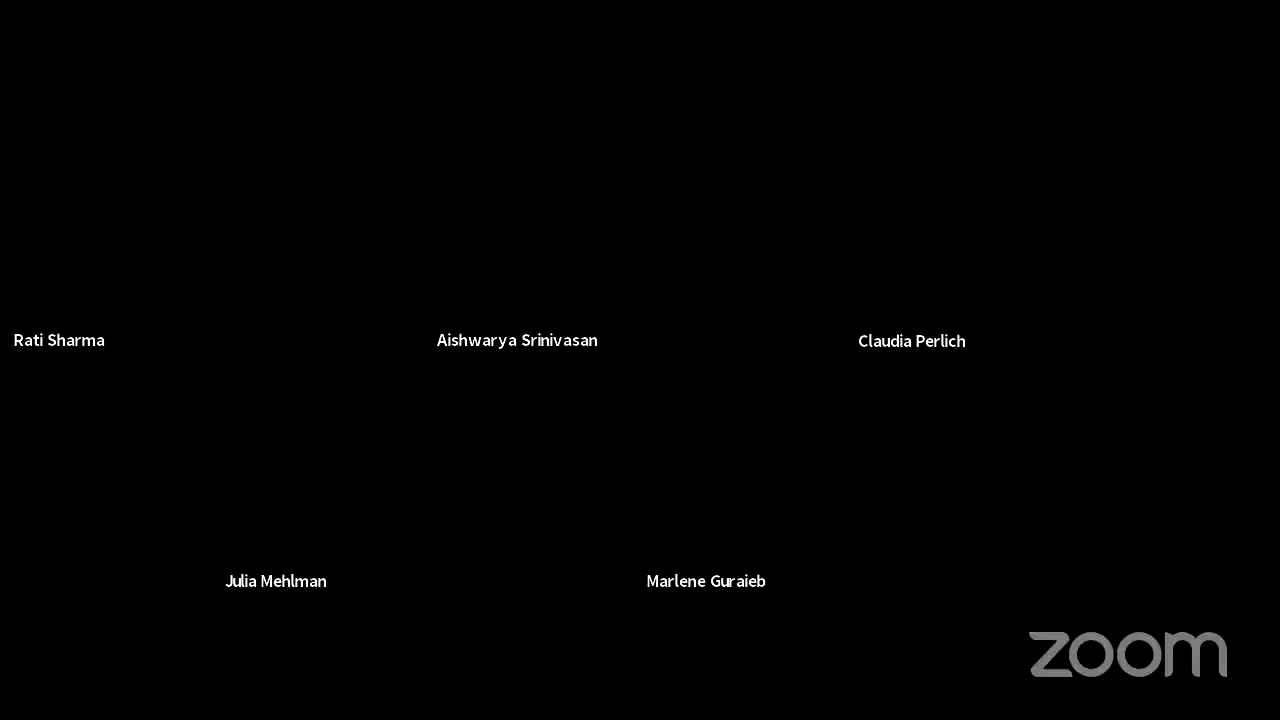 Rati Sharma
Aishwarya Srinivasan
Claudia Perlich
Julia Mehlman
Marlene Guraieb
zoom